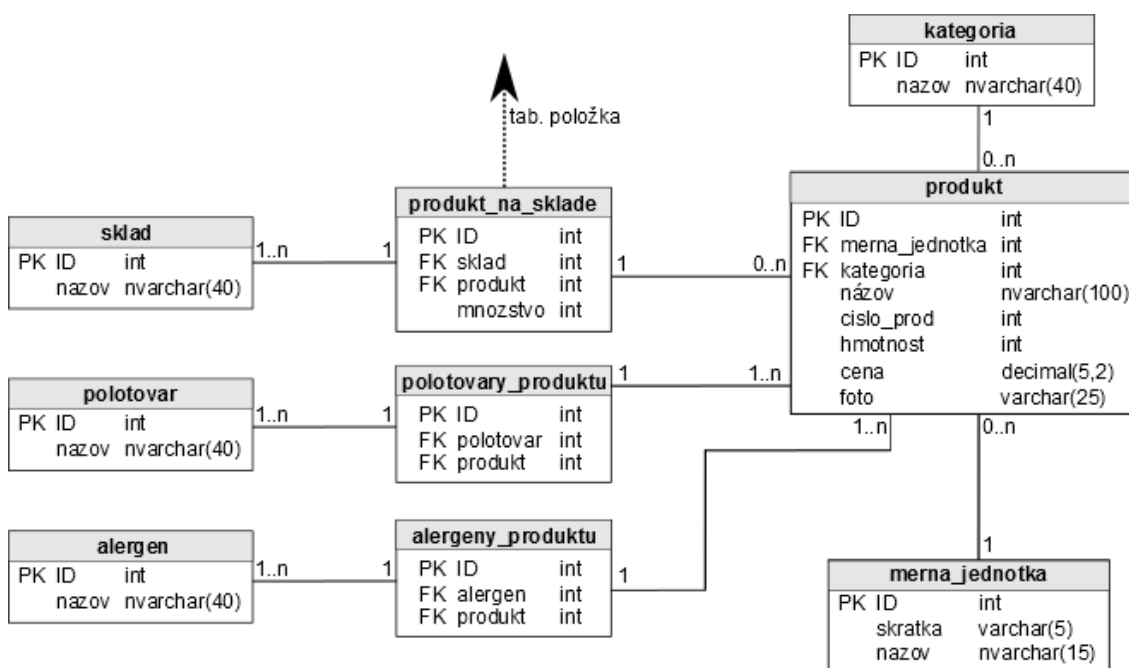 kategoria
PK ID int
nazov nvarchar(40)
1
0..n
tab. položka
produkt
PK ID int
FK merna_jednotka int
FK kategoria int
názov nvarchar(100)
cislo_prod int
hmotnost int
cena decimal(5,2)
foto varchar(25)
produkt_na_sklade
PK ID int
FK sklad int
FK produkt int
mnozstvo int
sklad
PK ID int
nazov nvarchar(40)
1..n
1
1
0..n
polotovar
PK ID int
nazov nvarchar(40)
1..n
1
polotovary_produktu
PK ID int
FK polotovar int
FK produkt int
1
1..n
alergen
PK ID int
nazov nvarchar(40)
1..n
1
alergeny_produktu
PK ID int
FK alergen int
FK produkt int
1
1..n
0..n
1
merna_jednotka
PK ID int
skratka varchar(5)
nazov nvarchar(15)